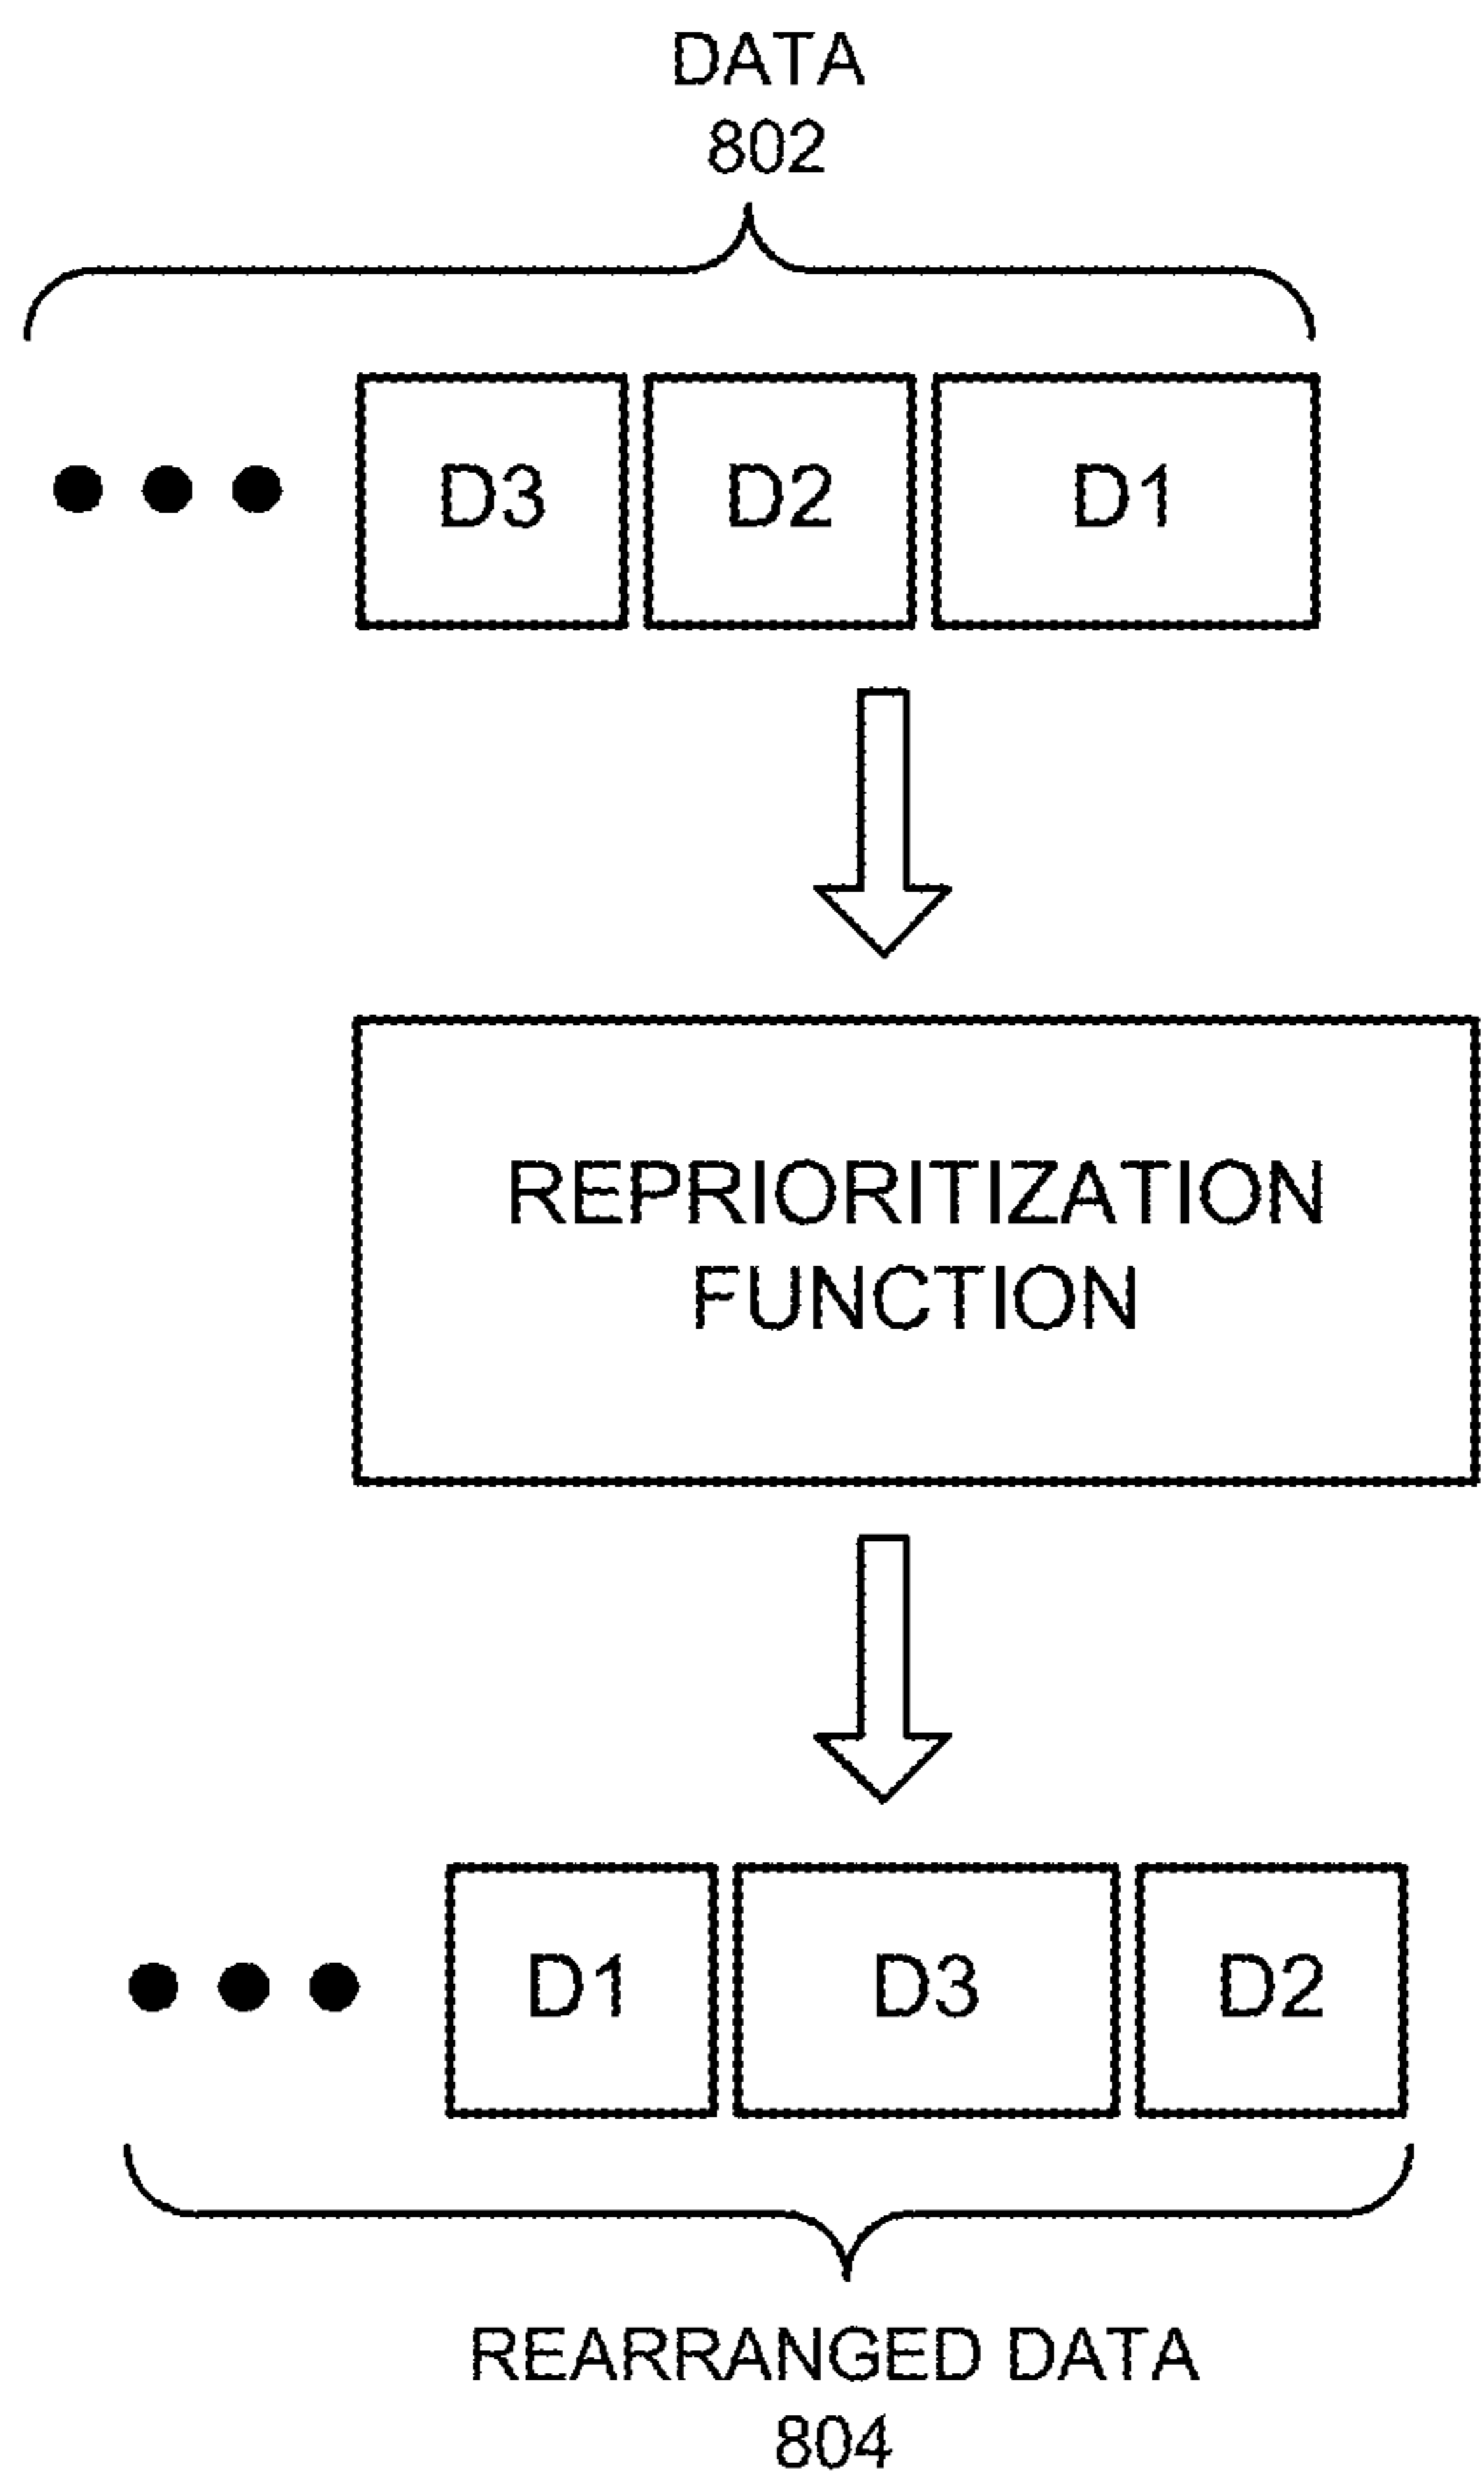 DATA
802
D3 D2 D1
REPRIORITIZATION
FUNCTION
D1 D3 D2
REARRANGED DATA
804